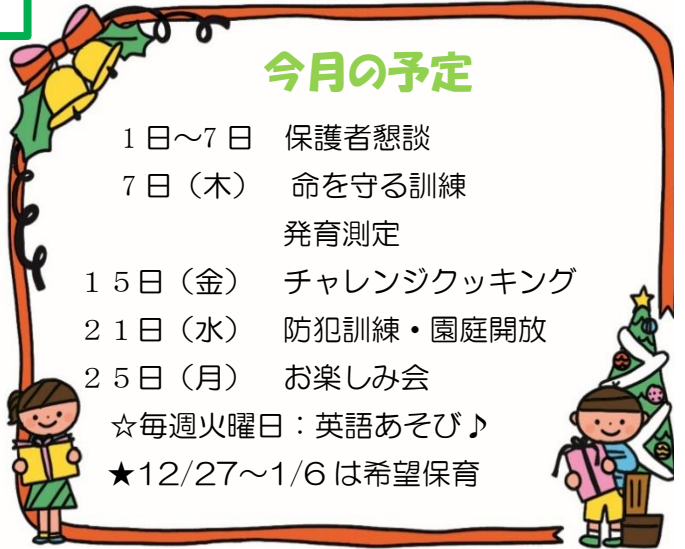 今月の予定
1日～7日 保護者懇談
7日（木） 命を守る訓練
発育測定
１５日（金） チャレンジクッキング
２１日（水） 防犯訓練・園庭開放
２５日（月） お楽しみ会
☆毎週火曜日：英語あそび♪
★12/27～1/6は希望保育